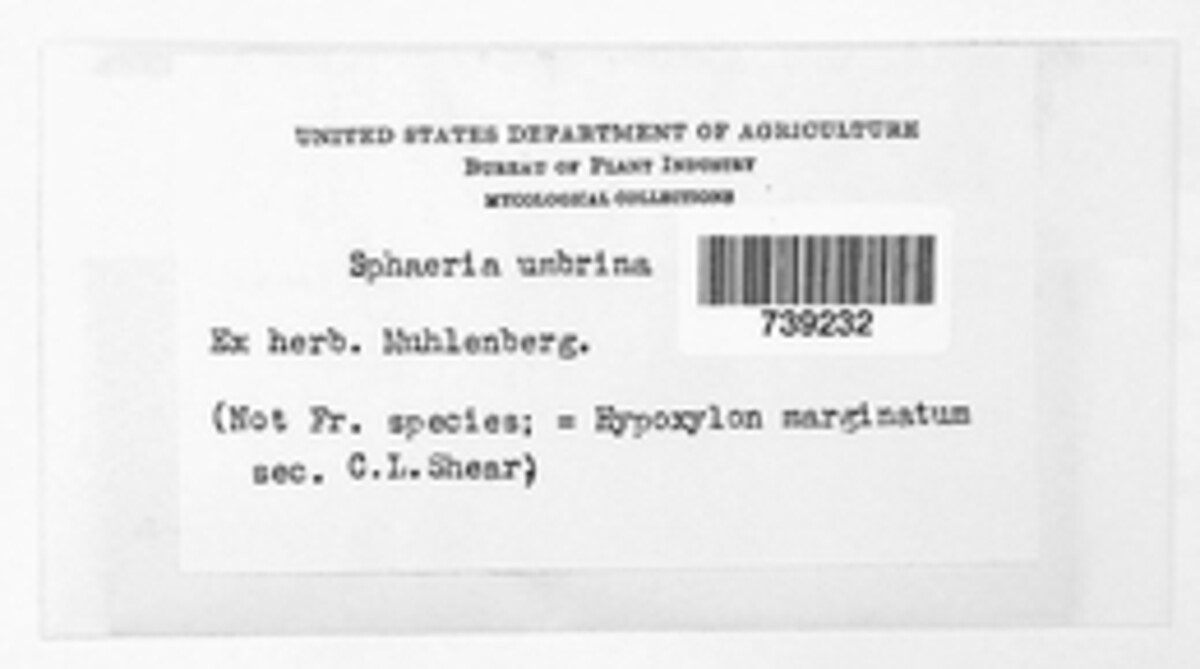 UNITED STATES DEPARTMENT OF AGRICULTURE
BUREAU OF PLANT INDUSTRY
MYCOLOGICAL COLLECTIONS
Sphaeria umbrina
739232
Ex herb. Muhlenberg.
(Not Fr. species; = Hypoxylon marginatum
sec. C.L.Shear)